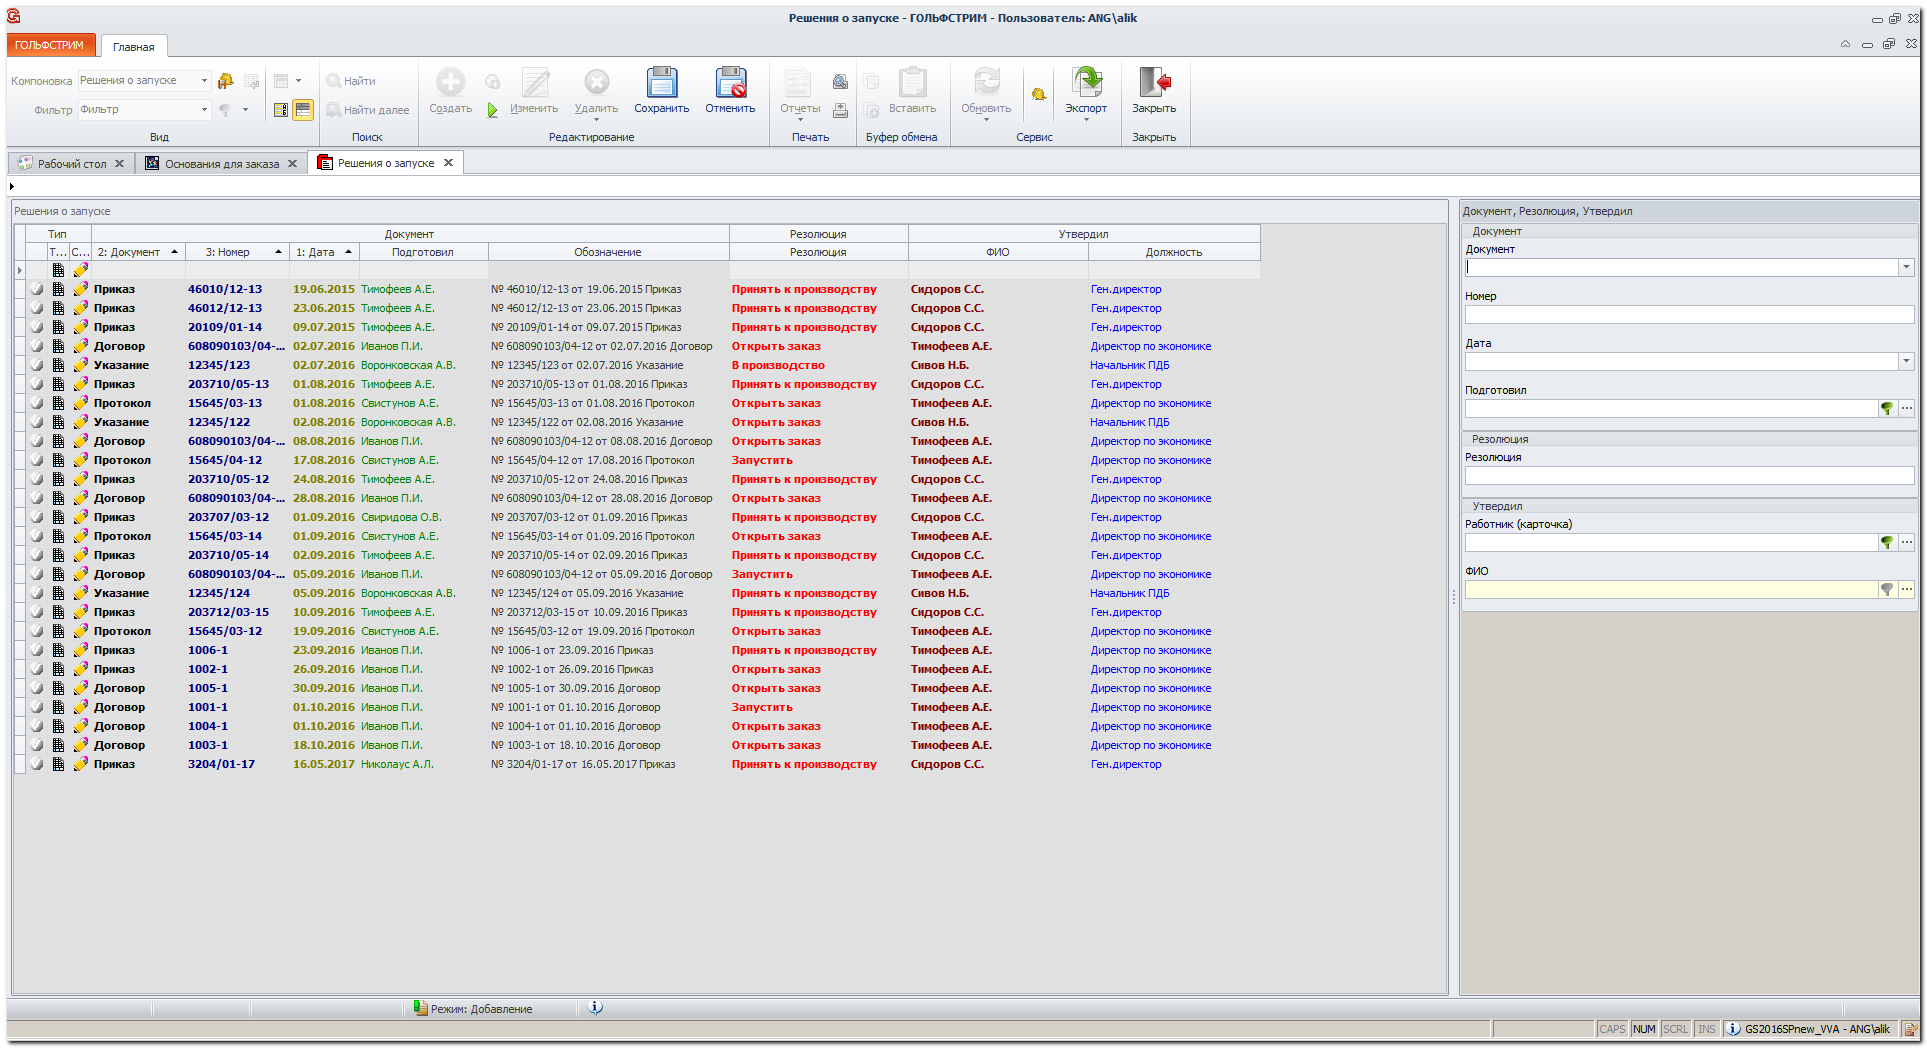 Решения о запуске - ГОЛЬФСТРИМ - Пользователь: ANG\alik
ГОЛЬФСТРИМ Главная
Компоновка Решения о запуске
Фильтр Фильтр
Вид
Найти
Найти далее
Поиск
Создать Изменить Удалить Сохранить Отменить
Редактирование
Отчеты
Печать
Вставить
Буфер обмена
Обновить Экспорт
Сервис
Закрыть
Закрыть
Рабочий стол Основания для заказа Решения о запуске
Решения о запуске
Тип Документ Резолюция Утвердил
Т... С... 2: Документ 3: Номер 1: Дата Подготовил Обозначение Резолюция ФИО Должность
Приказ 46010/12-13 19.06.2015 Тимофеев А.Е. № 46010/12-13 от 19.06.2015 Приказ Принять к производству Сидоров С.С. Ген.директор
Приказ 46012/12-13 23.06.2015 Тимофеев А.Е. № 46012/12-13 от 23.06.2015 Приказ Принять к производству Сидоров С.С. Ген.директор
Приказ 20109/01-14 09.07.2015 Тимофеев А.Е. № 20109/01-14 от 09.07.2015 Приказ Принять к производству Сидоров С.С. Ген.директор
Договор 608090103/04-... 02.07.2016 Иванов П.И. № 608090103/04-12 от 02.07.2016 Договор Открыть заказ Тимофеев А.Е. Директор по экономике
Указание 12345/123 02.07.2016 Воронковская А.В. № 12345/123 от 02.07.2016 Указание В производство Сивов Н.Б. Начальник ПДБ
Приказ 203710/05-13 01.08.2016 Тимофеев А.Е. № 203710/05-13 от 01.08.2016 Приказ Принять к производству Сидоров С.С. Ген.директор
Протокол 15645/03-13 01.08.2016 Свистунов А.Е. № 15645/03-13 от 01.08.2016 Протокол Открыть заказ Тимофеев А.Е. Директор по экономике
Указание 12345/122 02.08.2016 Воронковская А.В. № 12345/122 от 02.08.2016 Указание Открыть заказ Сивов Н.Б. Начальник ПДБ
Договор 608090103/04-... 08.08.2016 Иванов П.И. № 608090103/04-12 от 08.08.2016 Договор Открыть заказ Тимофеев А.Е. Директор по экономике
Протокол 15645/04-12 17.08.2016 Свистунов А.Е. № 15645/04-12 от 17.08.2016 Протокол Запустить Тимофеев А.Е. Директор по экономике
Приказ 203710/05-12 24.08.2016 Тимофеев А.Е. № 203710/05-12 от 24.08.2016 Приказ Принять к производству Сидоров С.С. Ген.директор
Договор 608090103/04-... 28.08.2016 Иванов П.И. № 608090103/04-12 от 28.08.2016 Договор Открыть заказ Тимофеев А.Е. Директор по экономике
Приказ 203707/03-12 01.09.2016 Свиридова О.В. № 203707/03-12 от 01.09.2016 Приказ Принять к производству Сидоров С.С. Ген.директор
Протокол 15645/03-14 01.09.2016 Свистунов А.Е. № 15645/03-14 от 01.09.2016 Протокол Открыть заказ Тимофеев А.Е. Директор по экономике
Приказ 203710/05-14 02.09.2016 Тимофеев А.Е. № 203710/05-14 от 02.09.2016 Приказ Принять к производству Сидоров С.С. Ген.директор
Договор 608090103/04-... 05.09.2016 Иванов П.И. № 608090103/04-12 от 05.09.2016 Договор Запустить Тимофеев А.Е. Директор по экономике
Указание 12345/124 05.09.2016 Воронковская А.В. № 12345/124 от 05.09.2016 Указание Принять к производству Сивов Н.Б. Начальник ПДБ
Приказ 203712/03-15 10.09.2016 Тимофеев А.Е. № 203712/03-15 от 10.09.2016 Приказ Принять к производству Сидоров С.С. Ген.директор
Протокол 15645/03-12 19.09.2016 Свистунов А.Е. № 15645/03-12 от 19.09.2016 Протокол Открыть заказ Тимофеев А.Е. Директор по экономике
Приказ 1006-1 23.09.2016 Иванов П.И. № 1006-1 от 23.09.2016 Приказ Принять к производству Тимофеев А.Е. Директор по экономике
Приказ 1002-1 26.09.2016 Иванов П.И. № 1002-1 от 26.09.2016 Приказ Открыть заказ Тимофеев А.Е. Директор по экономике
Договор 1005-1 30.09.2016 Иванов П.И. № 1005-1 от 30.09.2016 Договор Открыть заказ Тимофеев А.Е. Директор по экономике
Договор 1001-1 01.10.2016 Иванов П.И. № 1001-1 от 01.10.2016 Договор Запустить Тимофеев А.Е. Директор по экономике
Договор 1004-1 01.10.2016 Иванов П.И. № 1004-1 от 01.10.2016 Договор Открыть заказ Тимофеев А.Е. Директор по экономике
Договор 1003-1 18.10.2016 Иванов П.И. № 1003-1 от 18.10.2016 Договор Открыть заказ Тимофеев А.Е. Директор по экономике
Приказ 3204/01-17 16.05.2017 Николаус А.Л. № 3204/01-17 от 16.05.2017 Приказ Принять к производству Сидоров С.С. Ген.директор
Документ, Резолюция, Утвердил
Документ
Документ
Номер
Дата
Подготовил
Резолюция
Резолюция
Утвердил
Работник (карточка)
ФИО
Режим: Добавление
CAPS NUM SCRL INS GS2016SPnew_VVA - ANG\alik